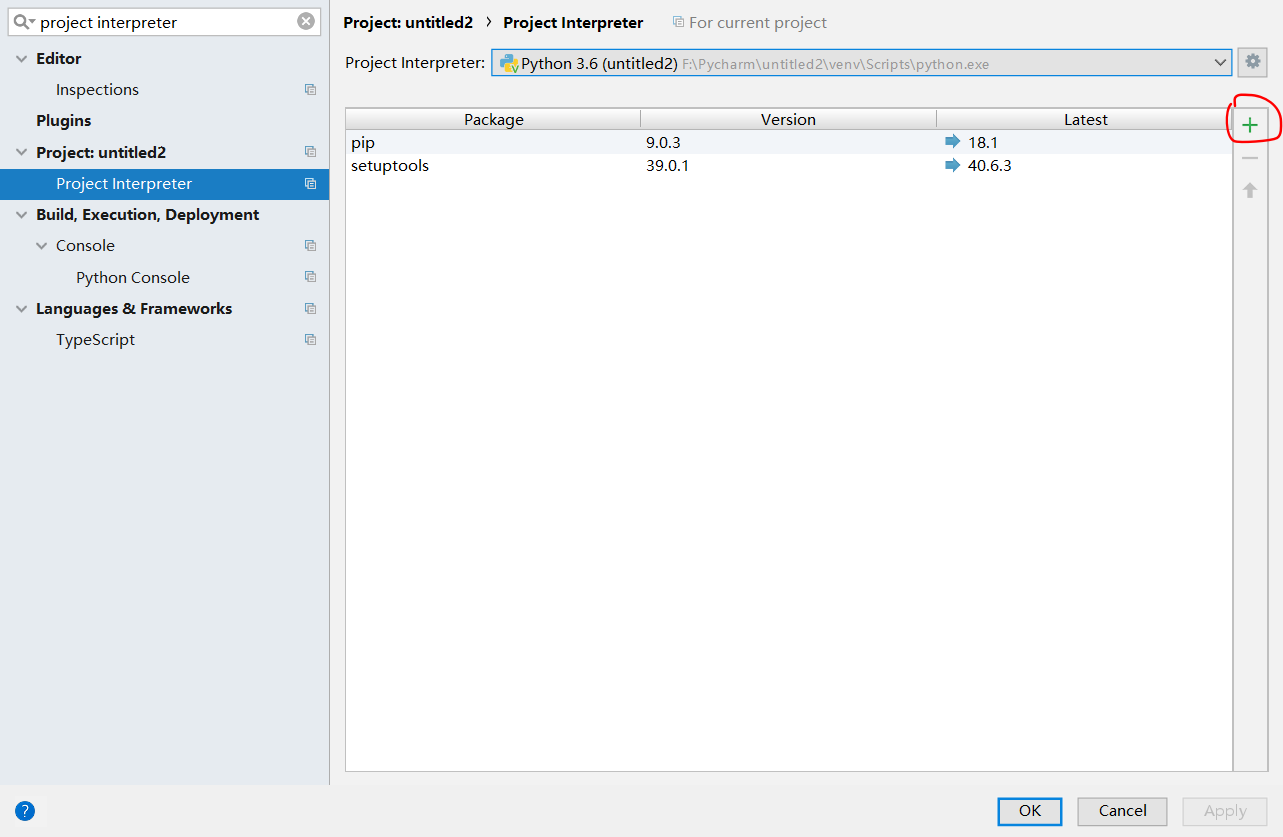 project interpreter
Editor
Inspections
Plugins
Project: untitled2
Project Interpreter
Build, Execution, Deployment
Console
Python Console
Languages & Frameworks
TypeScript
Project: untitled2 › Project Interpreter For current project
Project Interpreter: Python 3.6 (untitled2) F:\Pycharm\untitled2\venv\Scripts\python.exe
Package Version Latest
pip 9.0.3 18.1
setuptools 39.0.1 40.6.3
? OK Cancel Apply